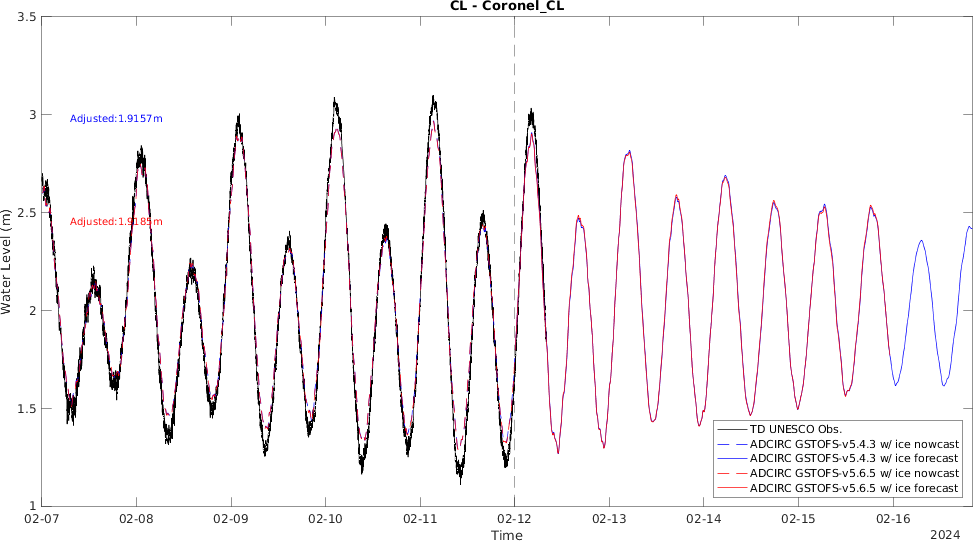 CL - Coronel_CL
3.5
3
2.5
2
1.5
1
Water Level (m)
Adjusted:1.9157m
Adjusted:1.9185m
TD UNESCO Obs.
ADCIRC GSTOFS-v5.4.3 w/ ice nowcast
ADCIRC GSTOFS-v5.4.3 w/ ice forecast
ADCIRC GSTOFS-v5.6.5 w/ ice nowcast
ADCIRC GSTOFS-v5.6.5 w/ ice forecast
02-07 02-08 02-09 02-10 02-11 02-12 02-13 02-14 02-15 02-16
Time
2024